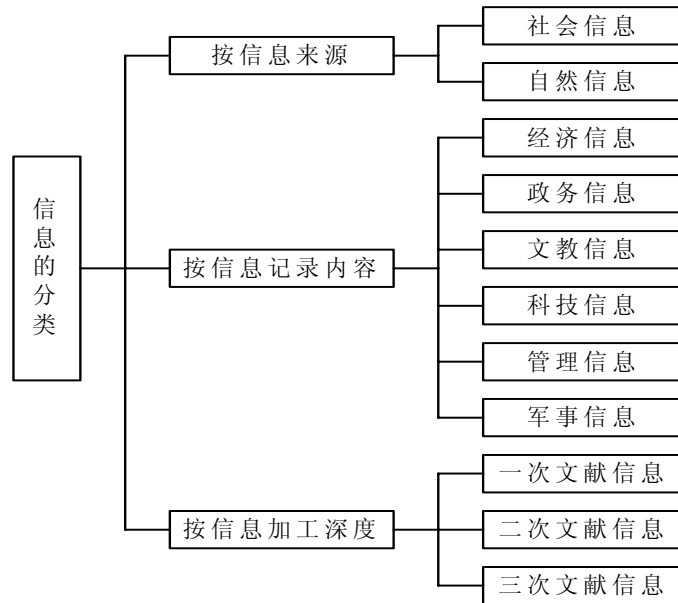 信息的分类
按信息来源
社会信息
自然信息
按信息记录内容
经济信息
政务信息
文教信息
科技信息
管理信息
军事信息
按信息加工深度
一次文献信息
二次文献信息
三次文献信息